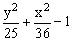 y²/25 + x²/36 − 1